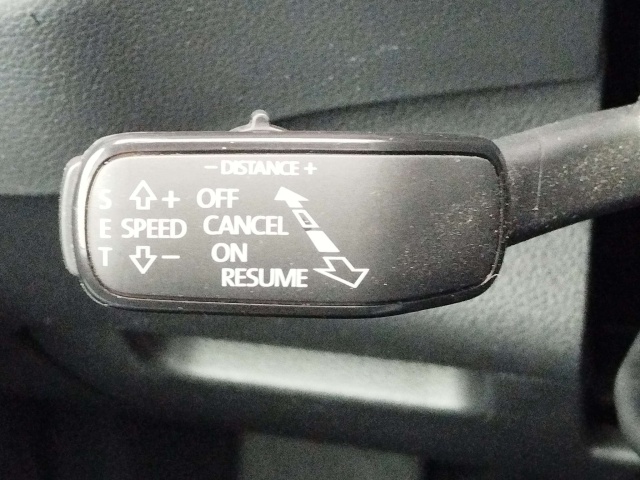 − DISTANCE +
S + OFF
E SPEED CANCEL
T − ON
RESUME